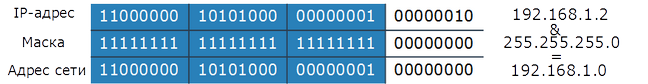 IP-адрес 11000000 10101000 00000001 00000010 192.168.1.2
&
Маска 11111111 11111111 11111111 00000000 255.255.255.0
=
Адрес сети 11000000 10101000 00000001 00000000 192.168.1.0